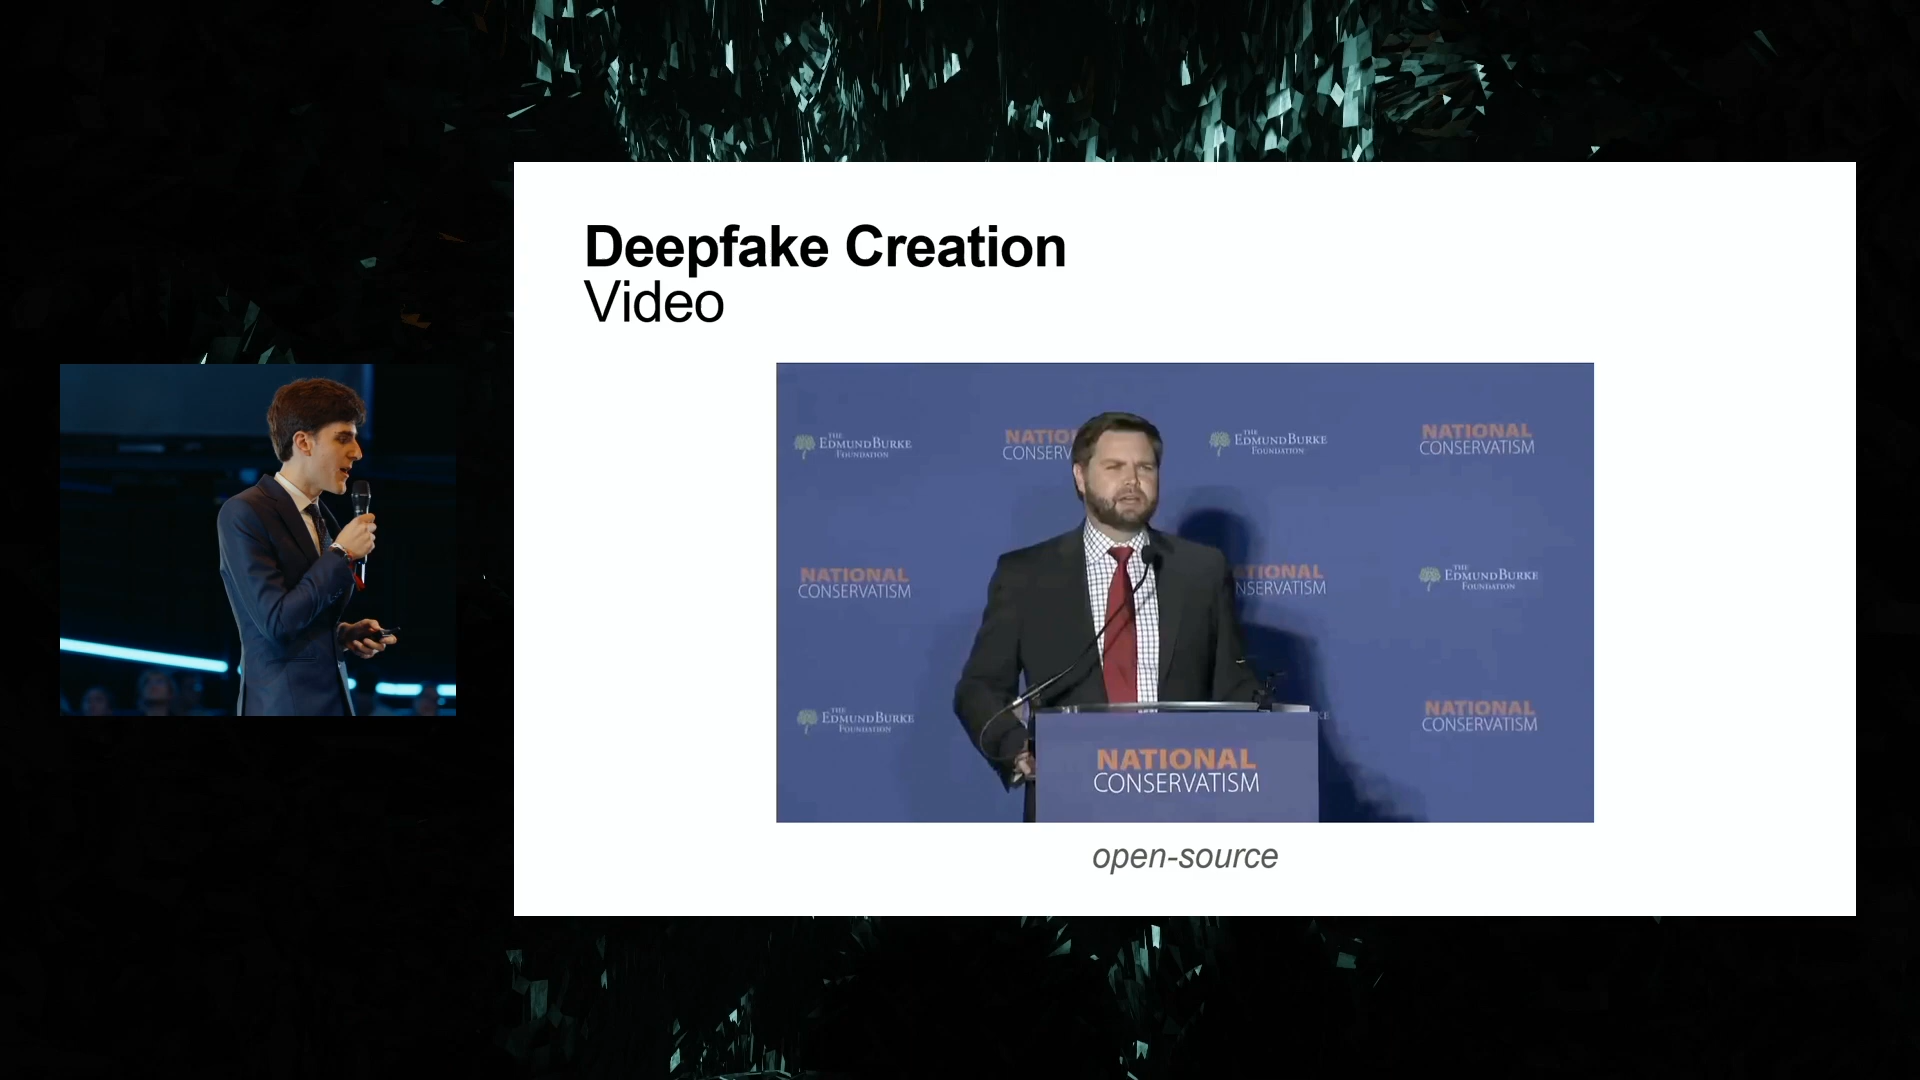 Deepfake Creation
Video
THE
EDMUND BURKE
FOUNDATION
NATIO
CONSERV
THE
EDMUND BURKE
FOUNDATION
NATIONAL
CONSERVATISM
NATIONAL
CONSERVATISM
TIONAL
NSERVATISM
THE
EDMUND BURKE
FOUNDATION
THE
EDMUND BURKE
FOUNDATION
KE
NATIONAL
CONSERVATISM
NATIONAL
CONSERVATISM
open-source